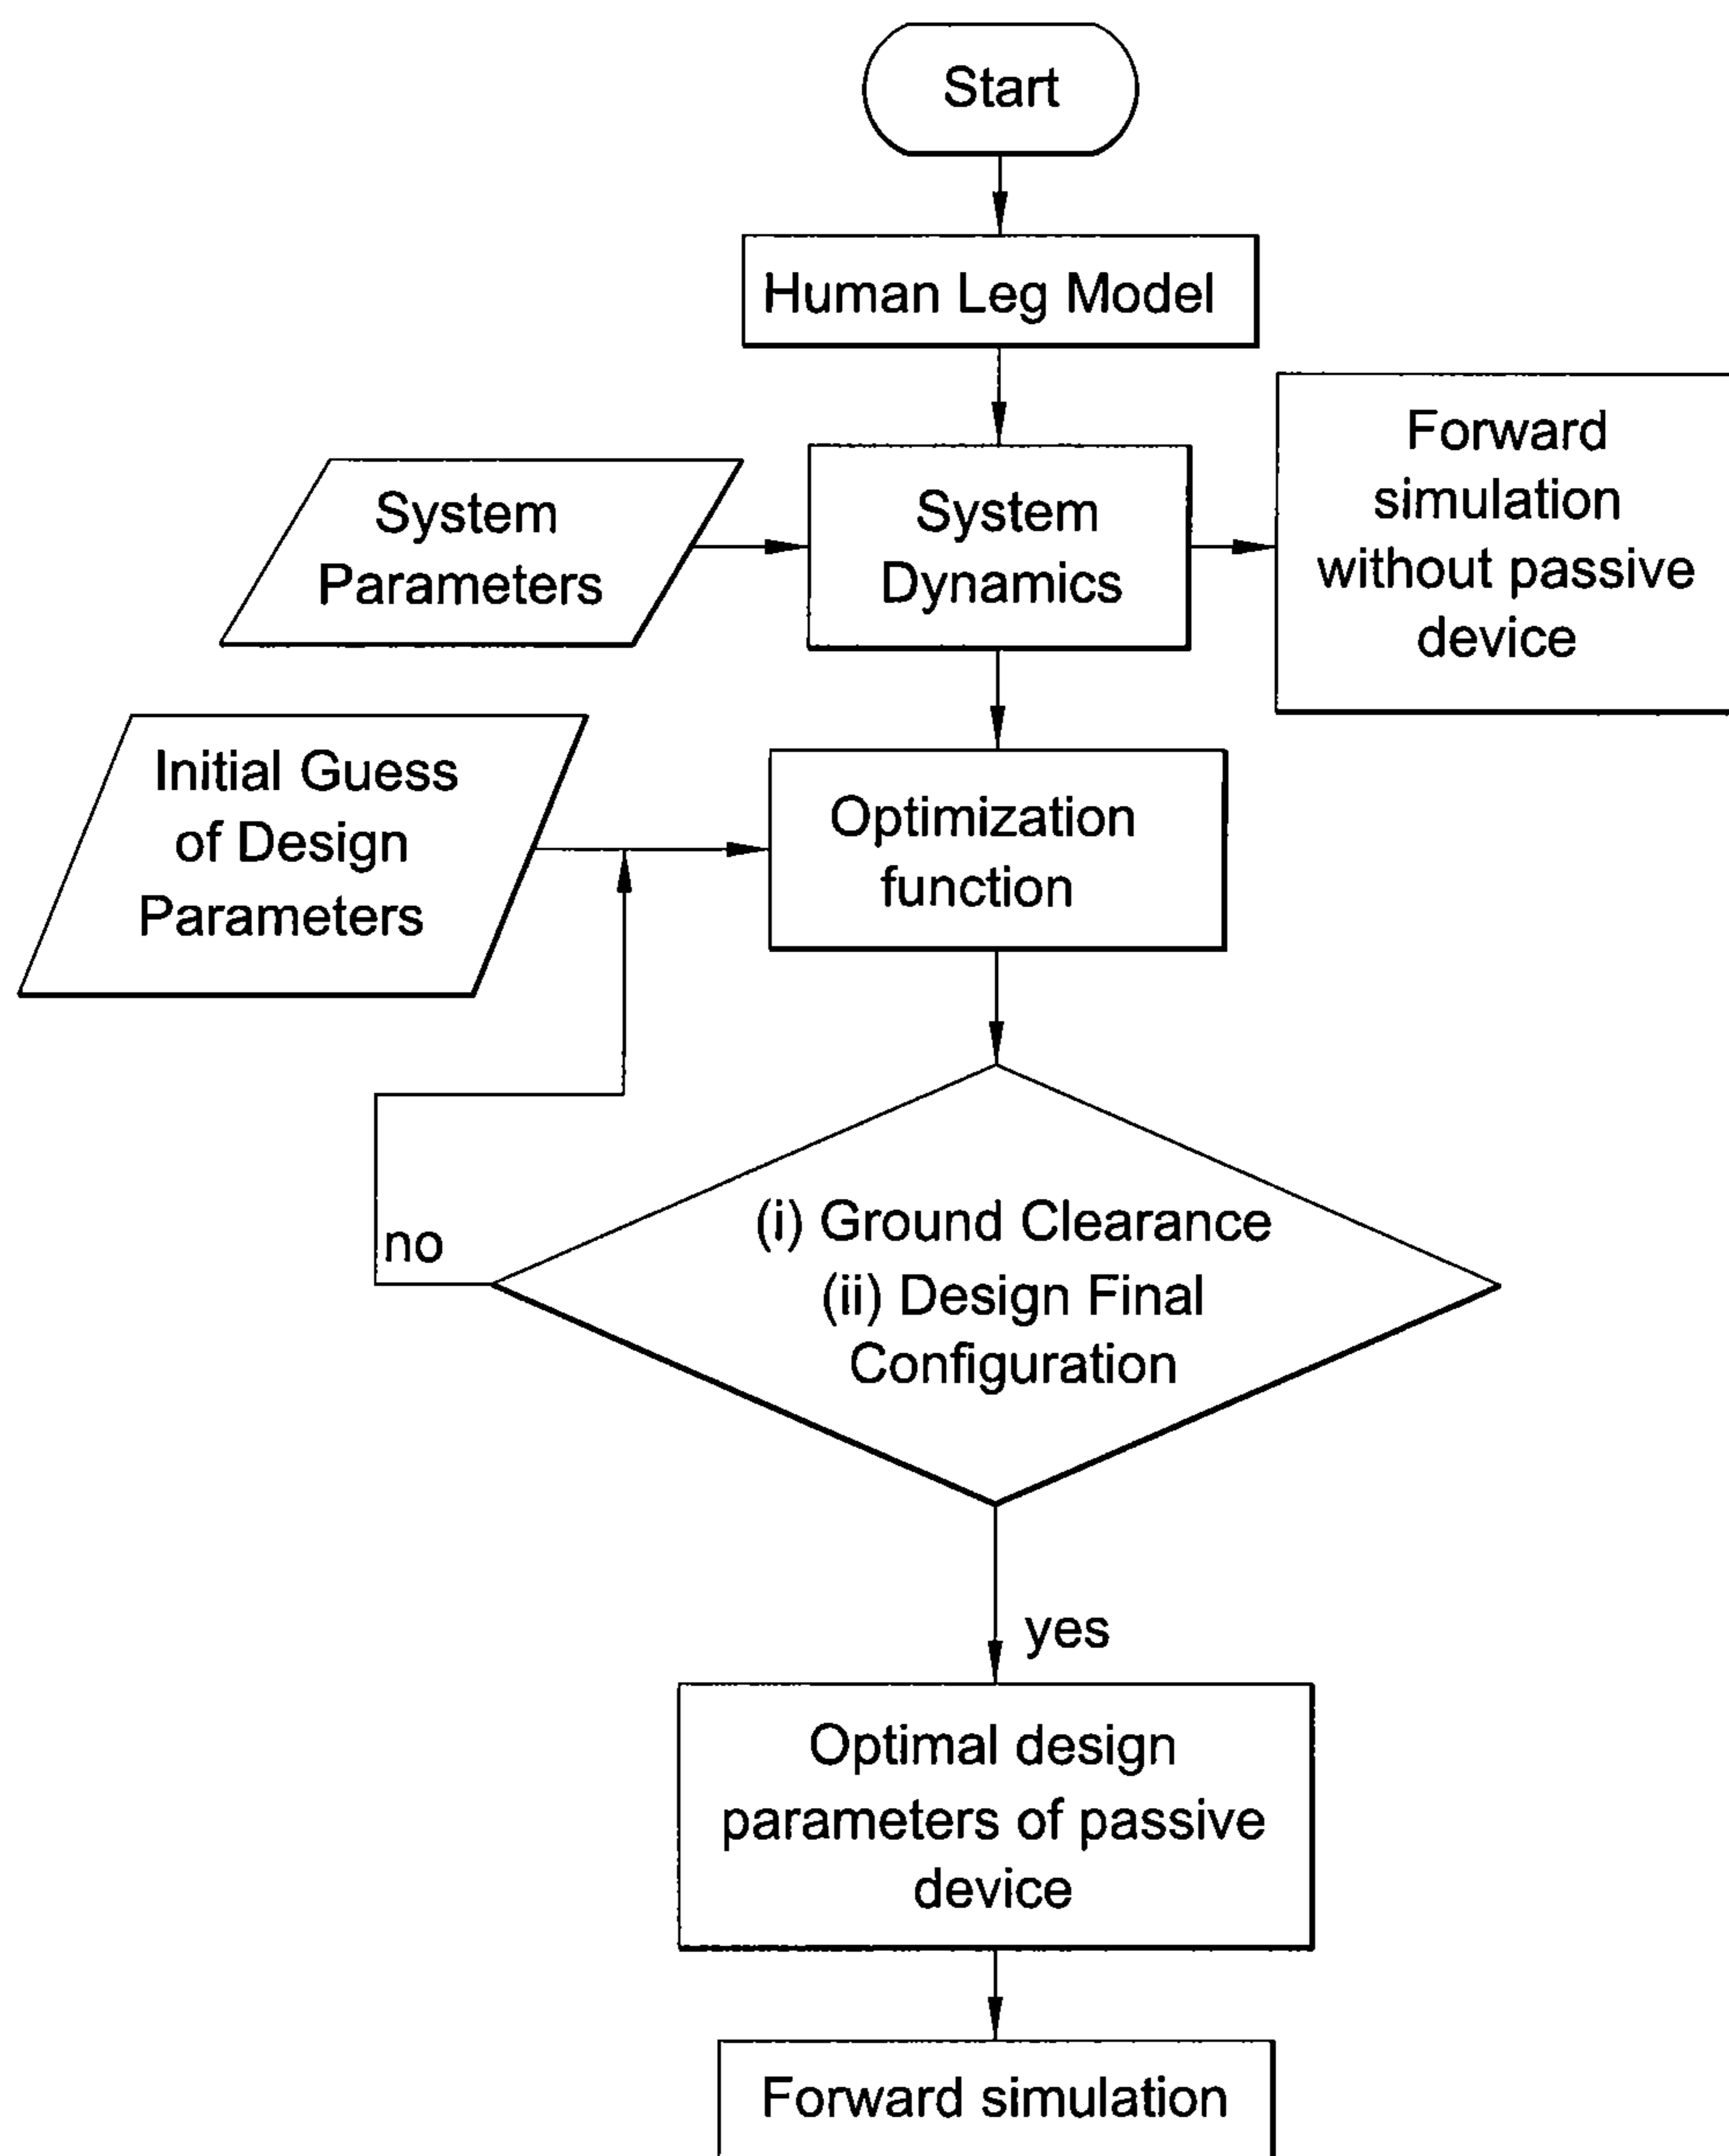 Start
Human Leg Model
System
Parameters
System
Dynamics
Forward
simulation
without passive
device
Initial Guess
of Design
Parameters
Optimization
function
(i) Ground Clearance
(ii) Design Final
Configuration
no
yes
Optimal design
parameters of passive
device
Forward simulation